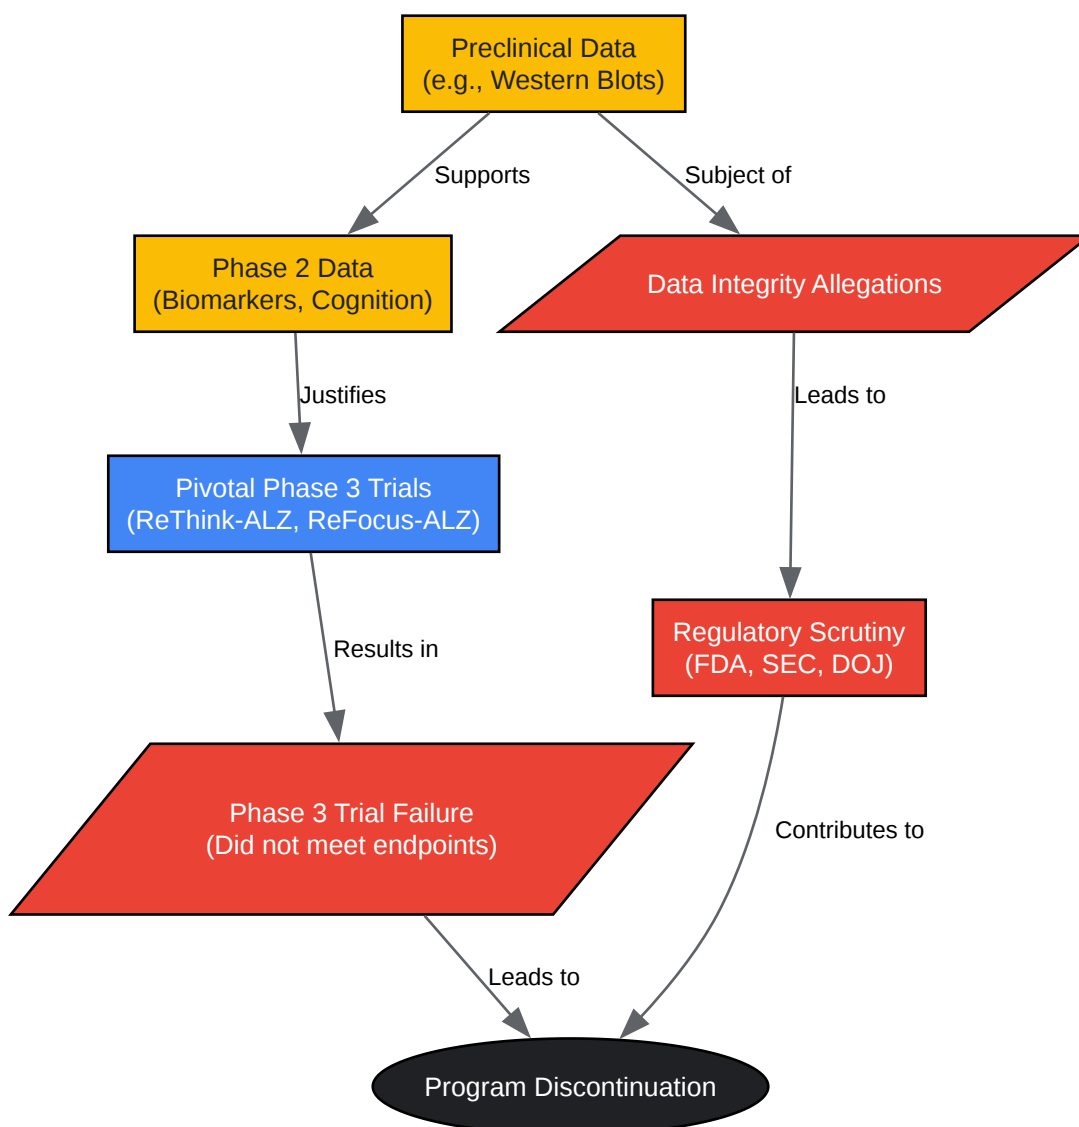 Preclinical Data
(e.g., Western Blots)
Supports
Subject of
Phase 2 Data
(Biomarkers, Cognition)
Data Integrity Allegations
Justifies
Leads to
Pivotal Phase 3 Trials
(ReThink-ALZ, ReFocus-ALZ)
Regulatory Scrutiny
(FDA, SEC, DOJ)
Results in
Phase 3 Trial Failure
(Did not meet endpoints)
Contributes to
Leads to
Program Discontinuation